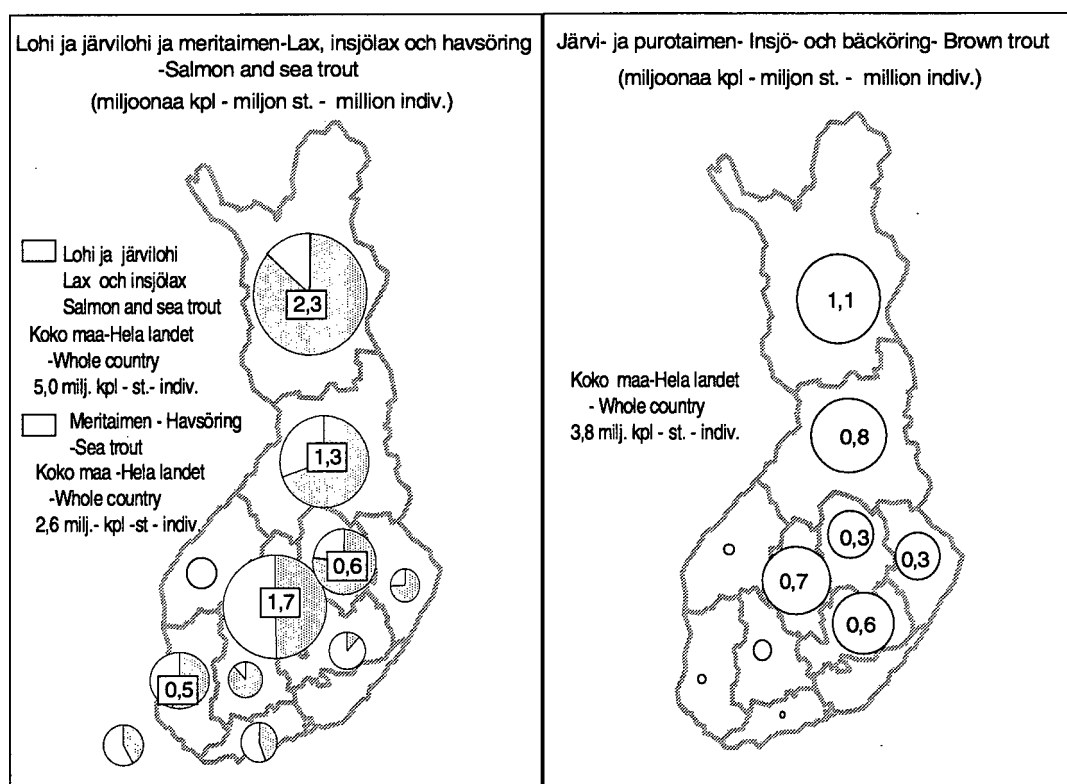 Lohi ja järvilohi ja meritaimen-Lax, insjölax och havsöring
-Salmon and sea trout
(miljoonaa kpl - miljon st. - million indiv.)
Lohi ja järvilohi
Lax och insjölax
Salmon and sea trout
Koko maa-Hela landet
-Whole country
5,0 milj. kpl - st.- indiv.
Meritaimen - Havsöring
-Sea trout
Koko maa -Hela landet
-Whole country
2,6 milj.- kpl -st - indiv.
2,3
1,3
0,6
1,7
0,5
Järvi- ja purotaimen- Insjö- och bäcköring- Brown trout
(miljoonaa kpl - miljon st. - million indiv.)
Koko maa-Hela landet
- Whole country
3,8 milj. kpl - st. - indiv.
1,1
0,8
0,3
0,3
0,7
0,6